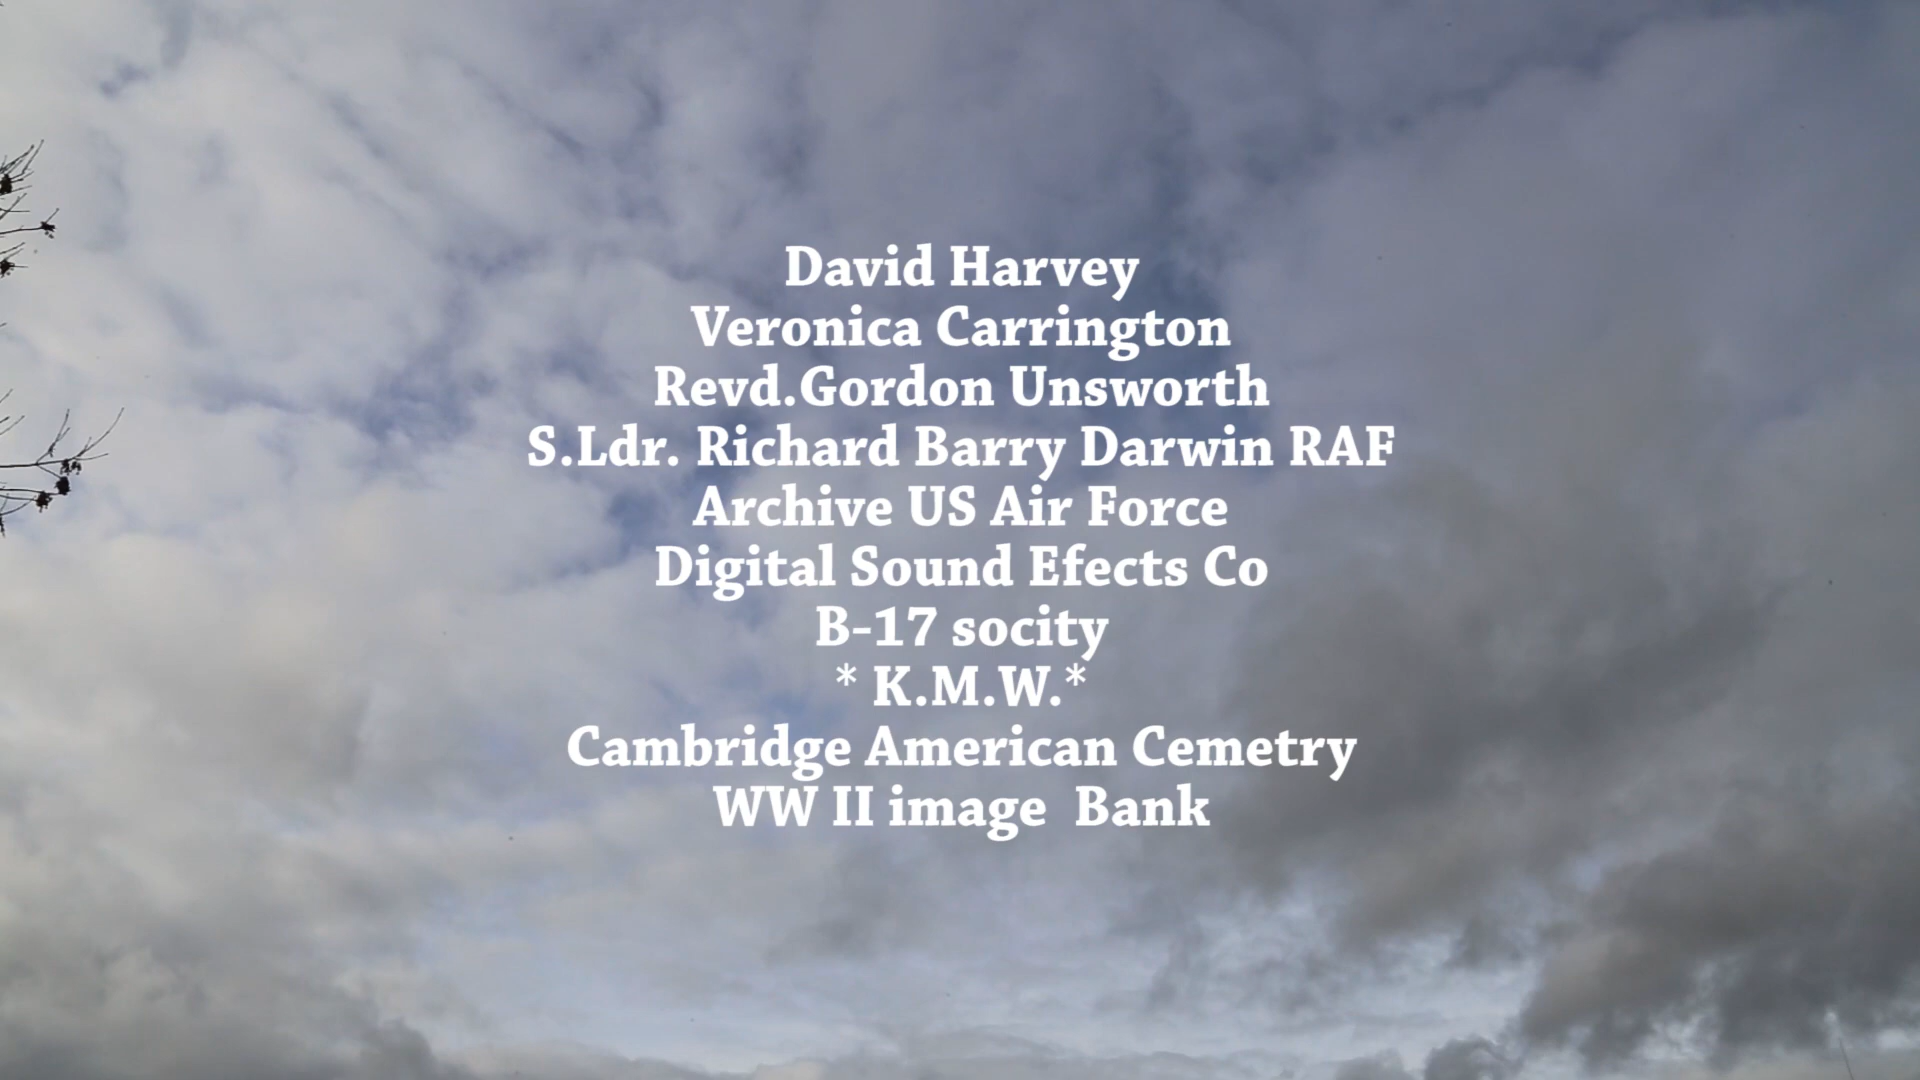 David Harvey
Veronica Carrington
Revd.Gordon Unsworth
S.Ldr. Richard Barry Darwin RAF
Archive US Air Force
Digital Sound Efects Co
B-17 socity
* K.M.W.*
Cambridge American Cemetry
WW II image  Bank